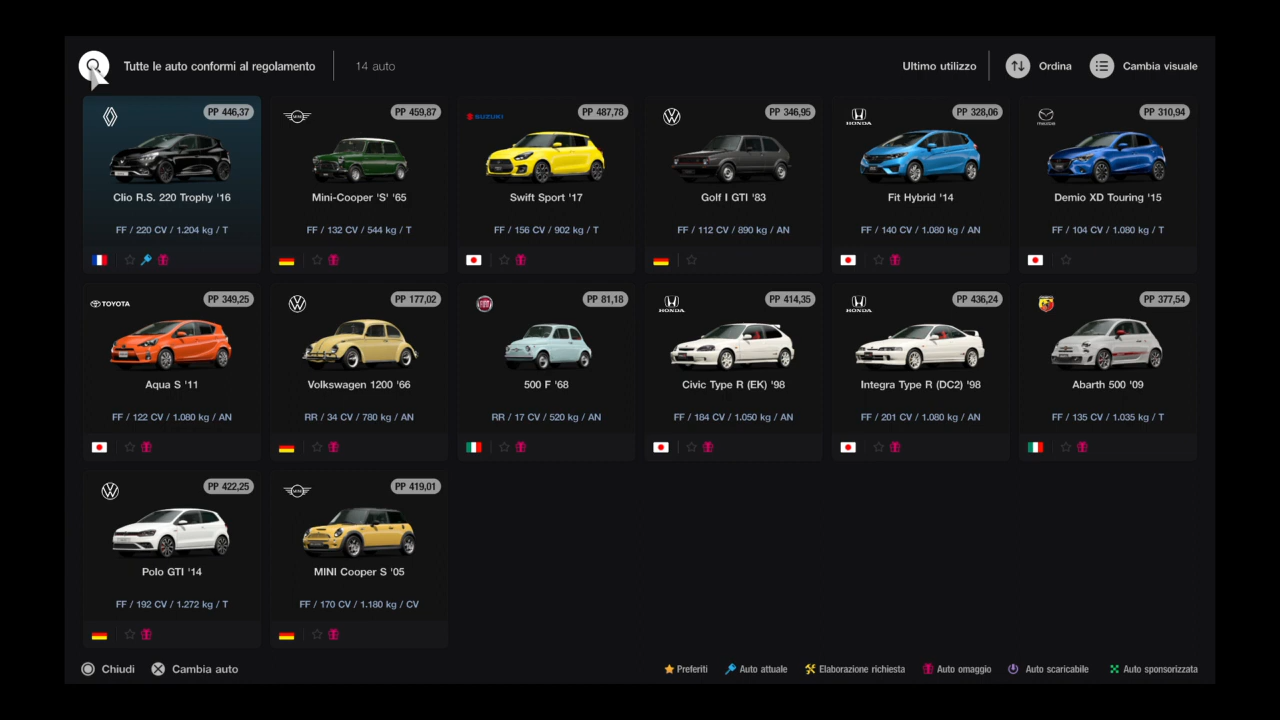 Tutte le auto conformi al regolamento
14 auto
Ultimo utilizzo
Ordina
Cambia visuale
PP 446,37
Clio R.S. 220 Trophy '16
FF / 220 CV / 1.204 kg / T
MINI
PP 459,87
Mini-Cooper 'S' '65
FF / 132 CV / 544 kg / T
SUZUKI
PP 487,78
Swift Sport '17
FF / 156 CV / 902 kg / T
PP 346,95
Golf I GTI '83
FF / 112 CV / 890 kg / AN
HONDA
PP 328,06
Fit Hybrid '14
FF / 140 CV / 1.080 kg / AN
mazda
PP 310,94
Demio XD Touring '15
FF / 104 CV / 1.080 kg / T
TOYOTA
PP 349,25
Aqua S '11
FF / 122 CV / 1.080 kg / AN
PP 177,02
Volkswagen 1200 '66
RR / 34 CV / 780 kg / AN
FIAT
PP 81,18
500 F '68
RR / 17 CV / 520 kg / AN
HONDA
PP 414,35
Civic Type R (EK) '98
FF / 184 CV / 1.050 kg / AN
HONDA
PP 436,24
Integra Type R (DC2) '98
FF / 201 CV / 1.080 kg / AN
PP 377,54
Abarth 500 '09
FF / 135 CV / 1.035 kg / T
PP 422,25
Polo GTI '14
FF / 192 CV / 1.272 kg / T
MINI
PP 419,01
MINI Cooper S '05
FF / 170 CV / 1.180 kg / CV
Chiudi
Cambia auto
Preferiti
Auto attuale
Elaborazione richiesta
Auto omaggio
Auto scaricabile
Auto sponsorizzata